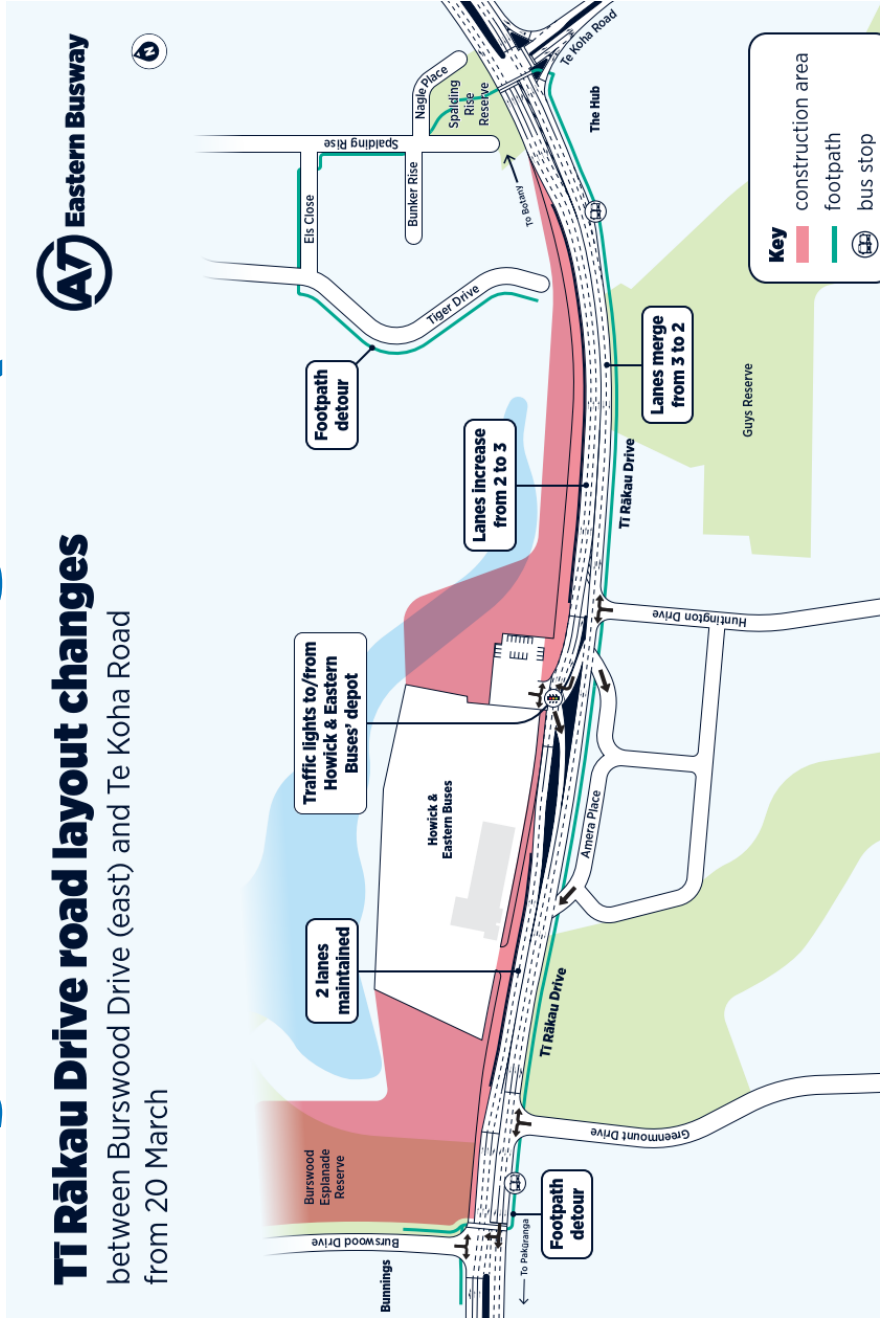 Tī Rākau Drive road layout changes
between Burswood Drive (east) and Te Koha Road
from 20 March
AT Eastern Busway
N
Footpath
detour
Lanes increase
from 2 to 3
Lanes merge
from 3 to 2
Traffic lights to/from
Howick & Eastern
Buses' depot
2 lanes
maintained
Footpath
detour
Howick &
Eastern Buses
Burswood
Esplanade
Reserve
Burswood Drive
Bunnings
To Pakūranga
Greenmount Drive
Tī Rākau Drive
Amera Place
Huntington Drive
Tī Rākau Drive
Guys Reserve
Tiger Drive
Els Close
Spalding Rise
Bunker Rise
Nagle Place
Spalding
Rise
Reserve
To Botany
The Hub
Te Koha Road
Key
construction area
footpath
bus stop